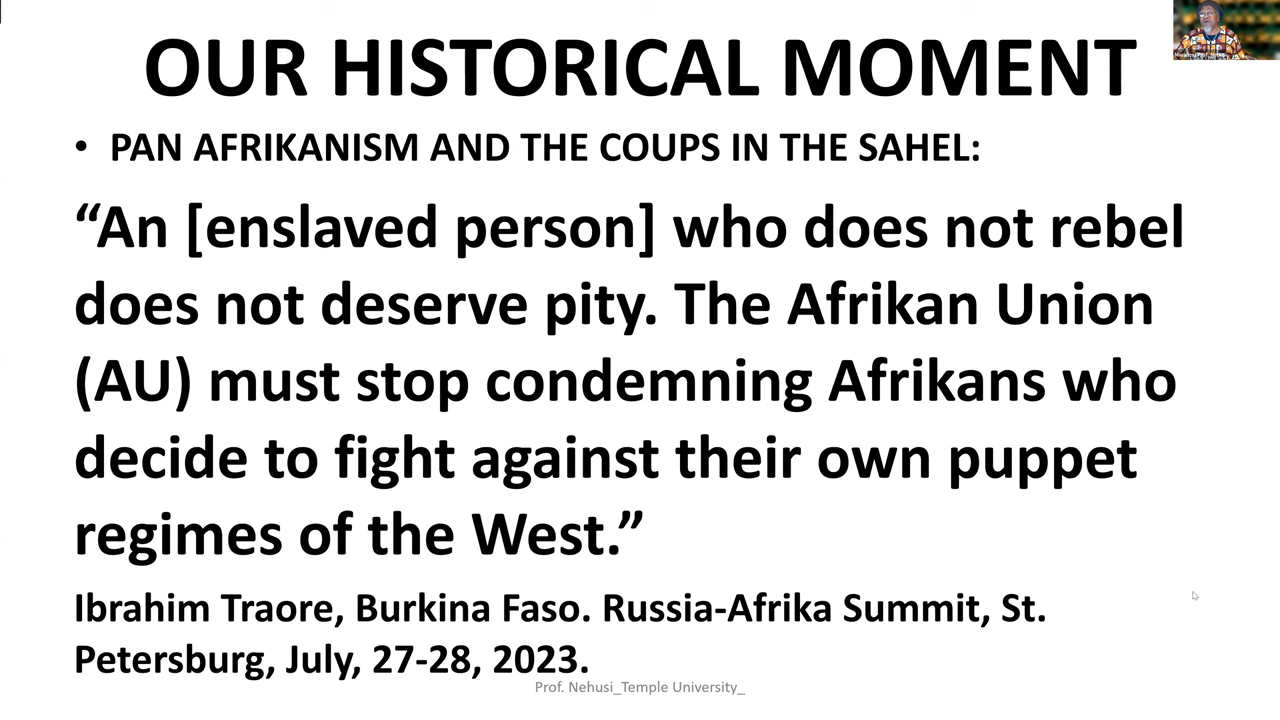 OUR HISTORICAL MOMENT
• PAN AFRIKANISM AND THE COUPS IN THE SAHEL:
“An [enslaved person] who does not rebel
does not deserve pity. The Afrikan Union
(AU) must stop condemning Afrikans who
decide to fight against their own puppet
regimes of the West.”
Ibrahim Traore, Burkina Faso. Russia-Afrika Summit, St.
Petersburg, July, 27-28, 2023.
Prof. Nehusi_Temple University_